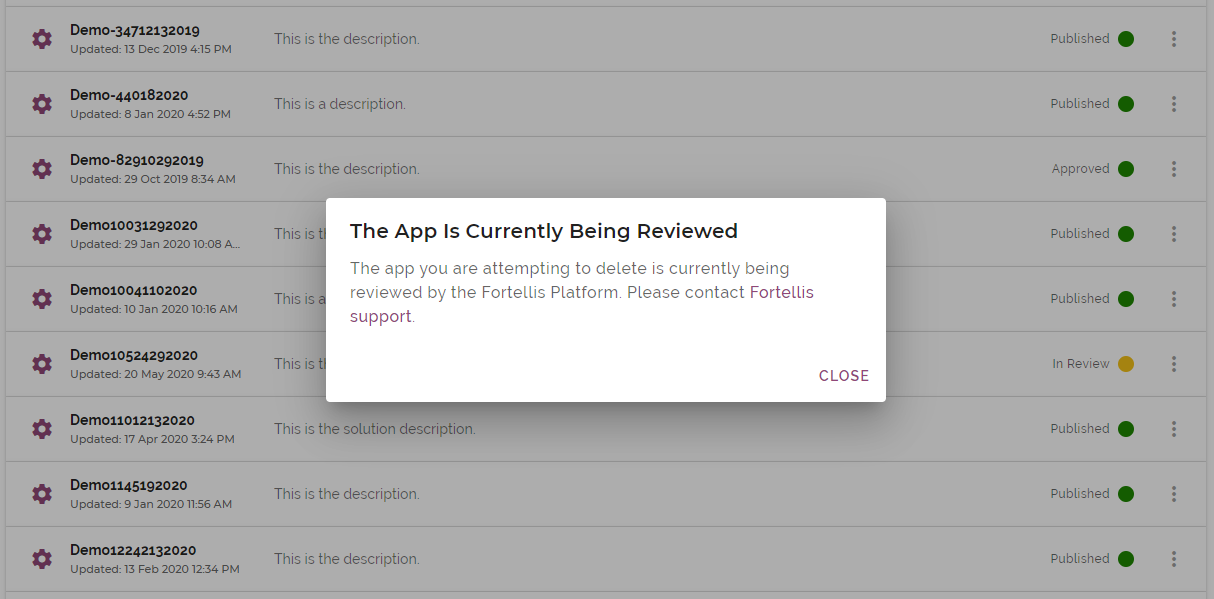 Demo-34712132019
Updated: 13 Dec 2019 4:15 PM
This is the description.
Published
Demo-440182020
Updated: 8 Jan 2020 4:52 PM
This is a description.
Published
Demo-82910292019
Updated: 29 Oct 2019 8:34 AM
This is the description.
Approved
Demo10031292020
Updated: 29 Jan 2020 10:08 A...
This is t
Published
Demo10041102020
Updated: 10 Jan 2020 10:16 AM
This is a
Published
Demo10524292020
Updated: 20 May 2020 9:43 AM
This is t
In Review
Demo11012132020
Updated: 17 Apr 2020 3:24 PM
This is the solution description.
Published
Demo1145192020
Updated: 9 Jan 2020 11:56 AM
This is the description.
Published
Demo12242132020
Updated: 13 Feb 2020 12:34 PM
This is the description.
Published
The App Is Currently Being Reviewed
The app you are attempting to delete is currently being
reviewed by the Fortellis Platform. Please contact Fortellis
support.
CLOSE